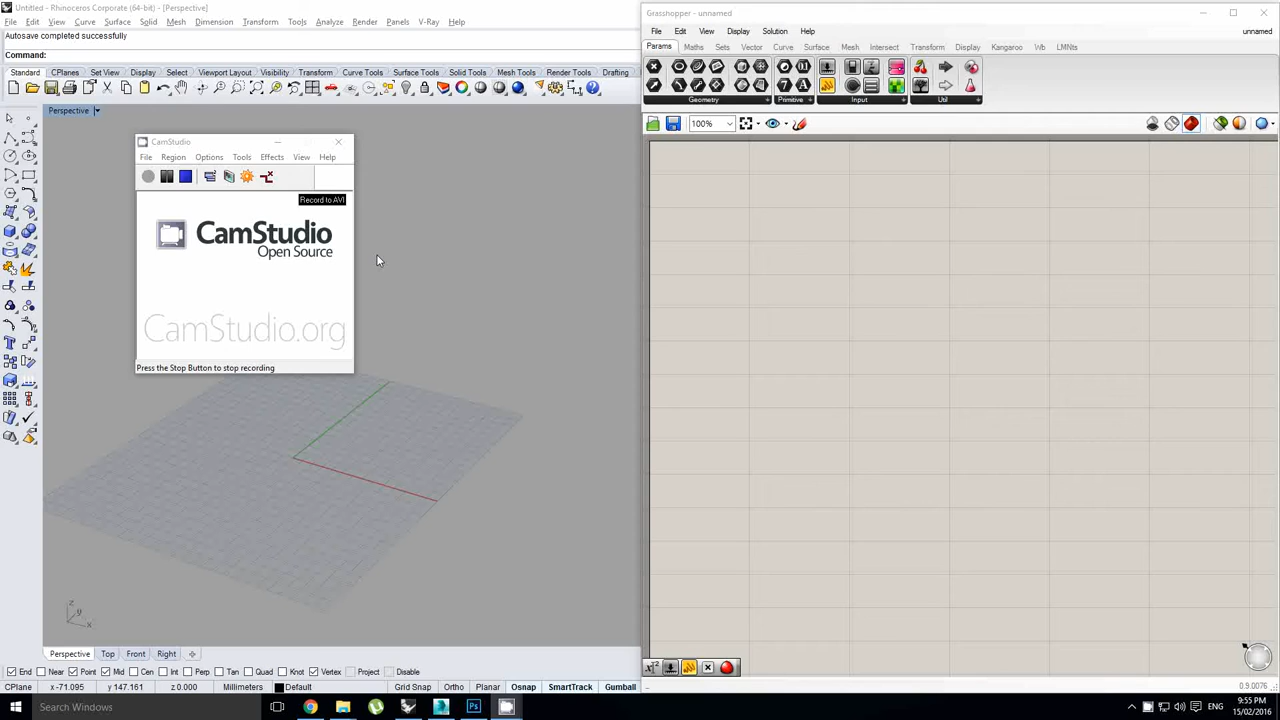 Untitled - Rhinoceros Corporate (64-bit) - [Perspective]
File Edit View Curve Surface Solid Mesh Dimension Transform Tools Analyze Render Panels V-Ray Help
Autosave completed successfully
Command:
Standard CPlanes Set View Display Select Viewport Layout Visibility Transform Curve Tools Surface Tools Solid Tools Mesh Tools Render Tools Drafting
Perspective
CamStudio
File Region Options Tools Effects View Help
Record to AVI
CamStudio
Open Source
CamStudio.org
Press the Stop Button to stop recording
z
y
x
Perspective Top Front Right
End Near Point Mid Cen Int Perp Tan Quad Knot Vertex Project Disable
CPlane x -71.095 y 147.161 z 0.000 Millimeters Default Grid Snap Ortho Planar Osnap SmartTrack Gumball
Grasshopper - unnamed
File Edit View Display Solution Help unnamed
Params Maths Sets Vector Curve Surface Mesh Intersect Transform Display Kangaroo Wb LMNts
Geometry Primitive Input Util
100%
0.9.0076
Search Windows
ENG
9:55 PM
15/02/2016